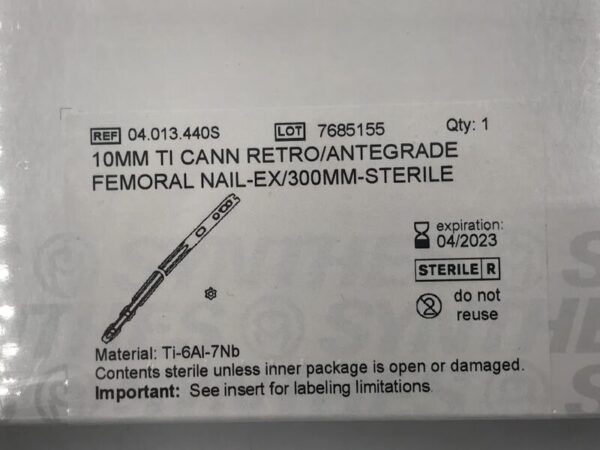 REF 04.013.440S LOT 7685155 Qty: 1
10MM TI CANN RETRO/ANTEGRADE
FEMORAL NAIL-EX/300MM-STERILE
expiration:
04/2023
STERILE R
do not
reuse
Material: Ti-6Al-7Nb
Contents sterile unless inner package is open or damaged.
Important: See insert for labeling limitations.